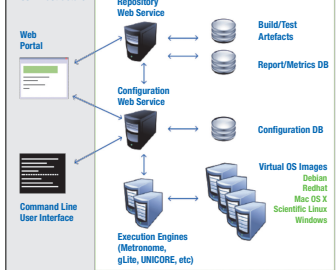 Repository
Web Service
Build/Test
Artefacts
Web
Portal
Report/Metrics DB
Configuration
Web Service
Configuration DB
Virtual OS Images
Debian
Redhat
Mac OS X
Scientific Linux
Windows
Command Line
User Interface
Execution Engines
(Metronome,
gLite, UNICORE, etc)